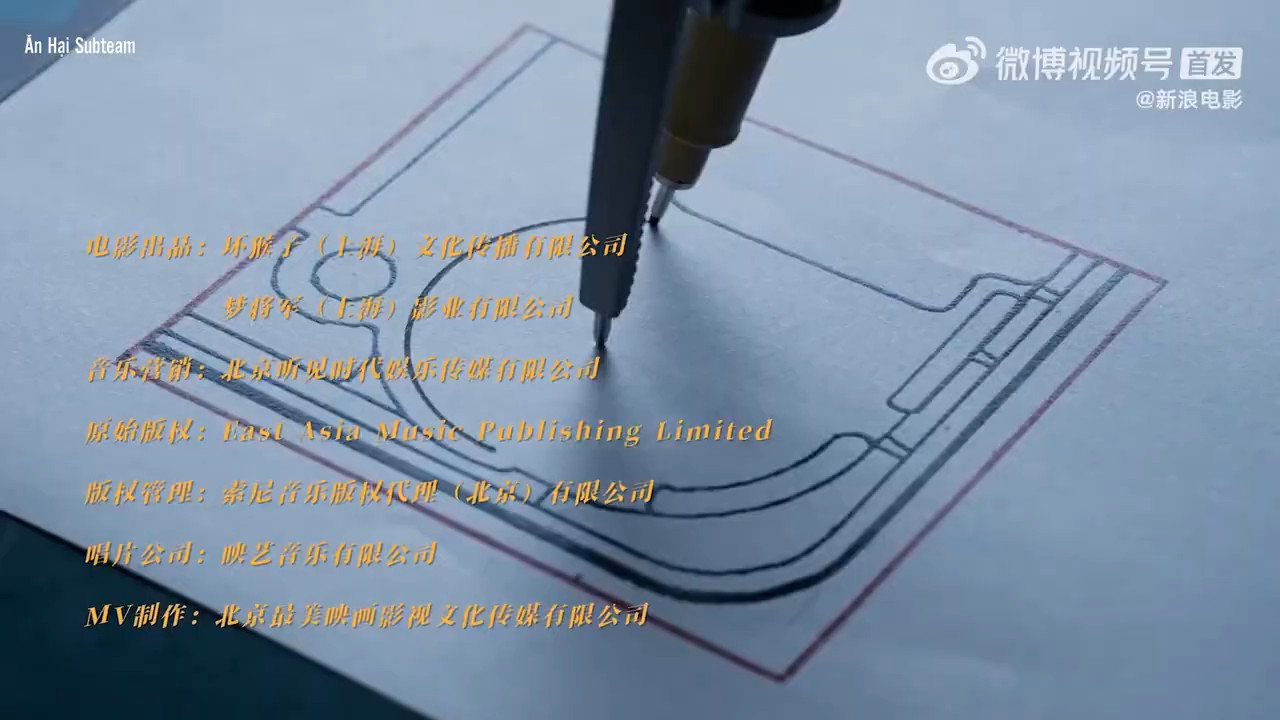 Ăn Hại Subteam
微博视频号 首发
@新浪电影
电影出品：坏猴子（上海）文化传播有限公司
梦将军（上海）影业有限公司
音乐营销：北京听见时代娱乐传媒有限公司
原始版权：East Asia Music Publishing Limited
版权管理：索尼音乐版权代理（北京）有限公司
唱片公司：映艺音乐有限公司
MV制作：北京最美映画影视文化传媒有限公司